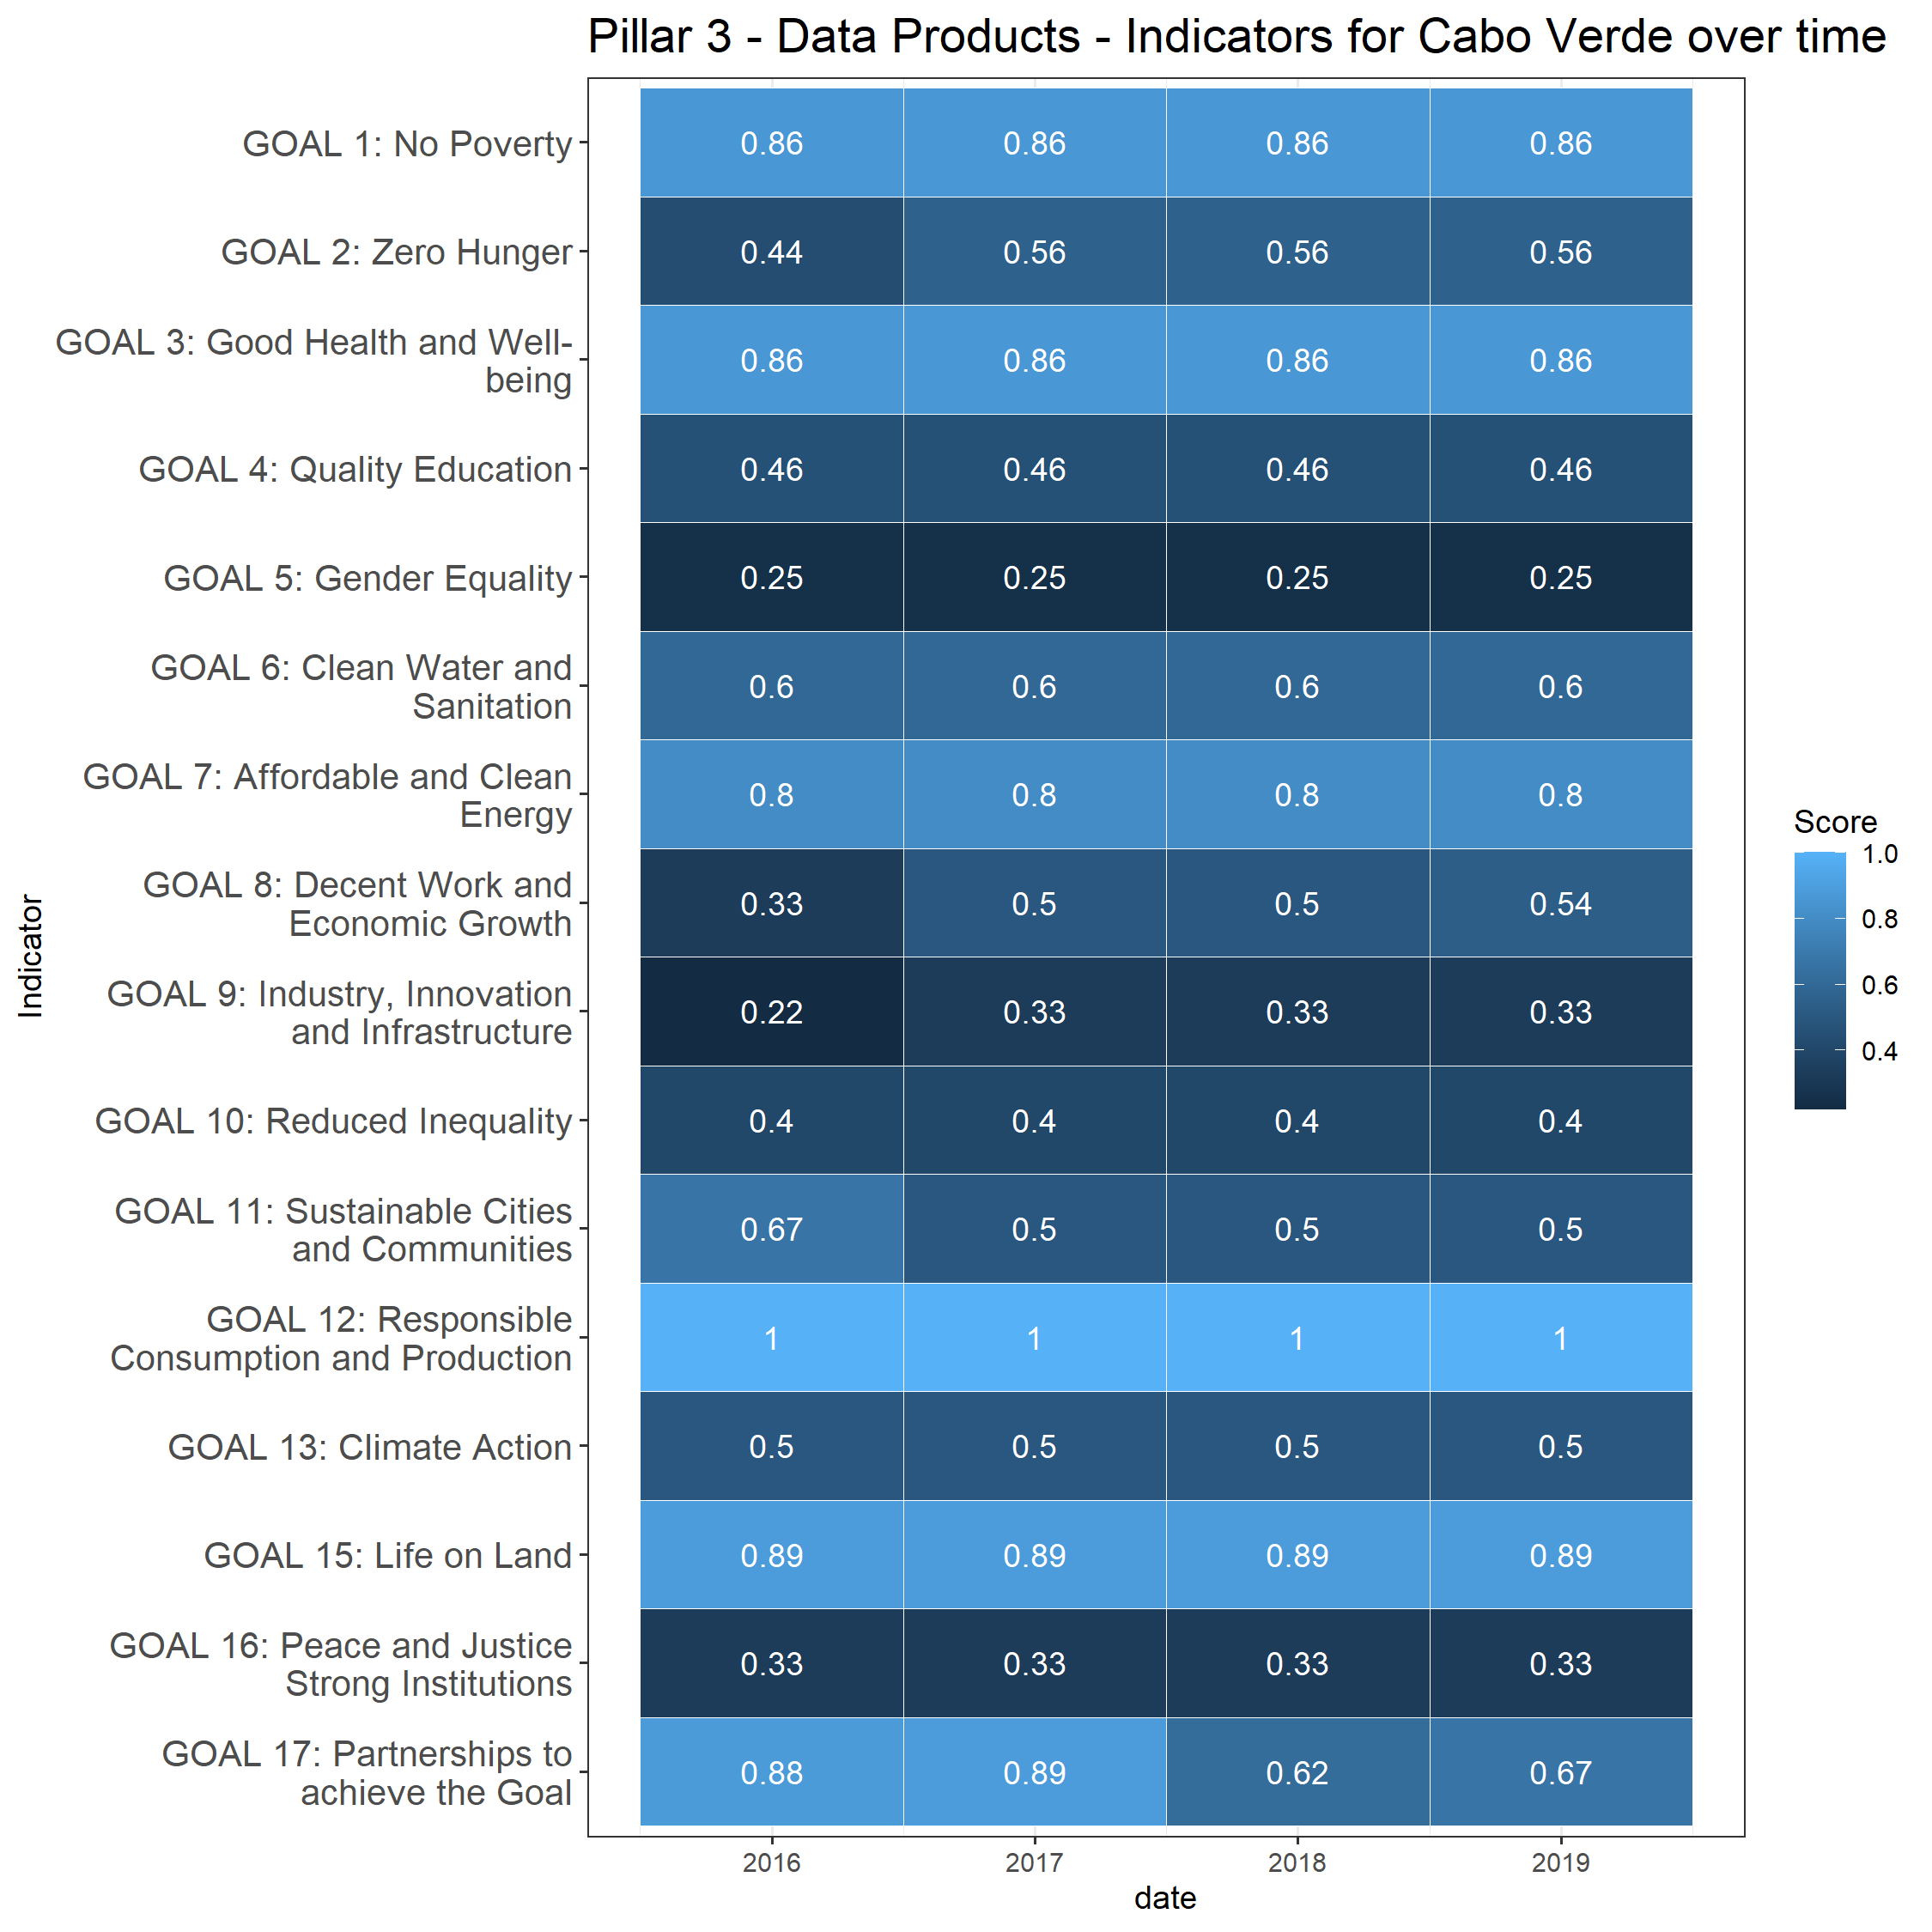 Pillar 3 - Data Products - Indicators for Cabo Verde over time
GOAL 1: No Poverty
0.86 0.86 0.86 0.86
GOAL 2: Zero Hunger
0.44 0.56 0.56 0.56
GOAL 3: Good Health and Well-
being
0.86 0.86 0.86 0.86
GOAL 4: Quality Education
0.46 0.46 0.46 0.46
GOAL 5: Gender Equality
0.25 0.25 0.25 0.25
GOAL 6: Clean Water and
Sanitation
0.6 0.6 0.6 0.6
GOAL 7: Affordable and Clean
Energy
0.8 0.8 0.8 0.8
GOAL 8: Decent Work and
Economic Growth
0.33 0.5 0.5 0.54
GOAL 9: Industry, Innovation
and Infrastructure
0.22 0.33 0.33 0.33
GOAL 10: Reduced Inequality
0.4 0.4 0.4 0.4
GOAL 11: Sustainable Cities
and Communities
0.67 0.5 0.5 0.5
GOAL 12: Responsible
Consumption and Production
1 1 1 1
GOAL 13: Climate Action
0.5 0.5 0.5 0.5
GOAL 15: Life on Land
0.89 0.89 0.89 0.89
GOAL 16: Peace and Justice
Strong Institutions
0.33 0.33 0.33 0.33
GOAL 17: Partnerships to
achieve the Goal
0.88 0.89 0.62 0.67
2016 2017 2018 2019
date
Indicator
Score
1.0
0.8
0.6
0.4